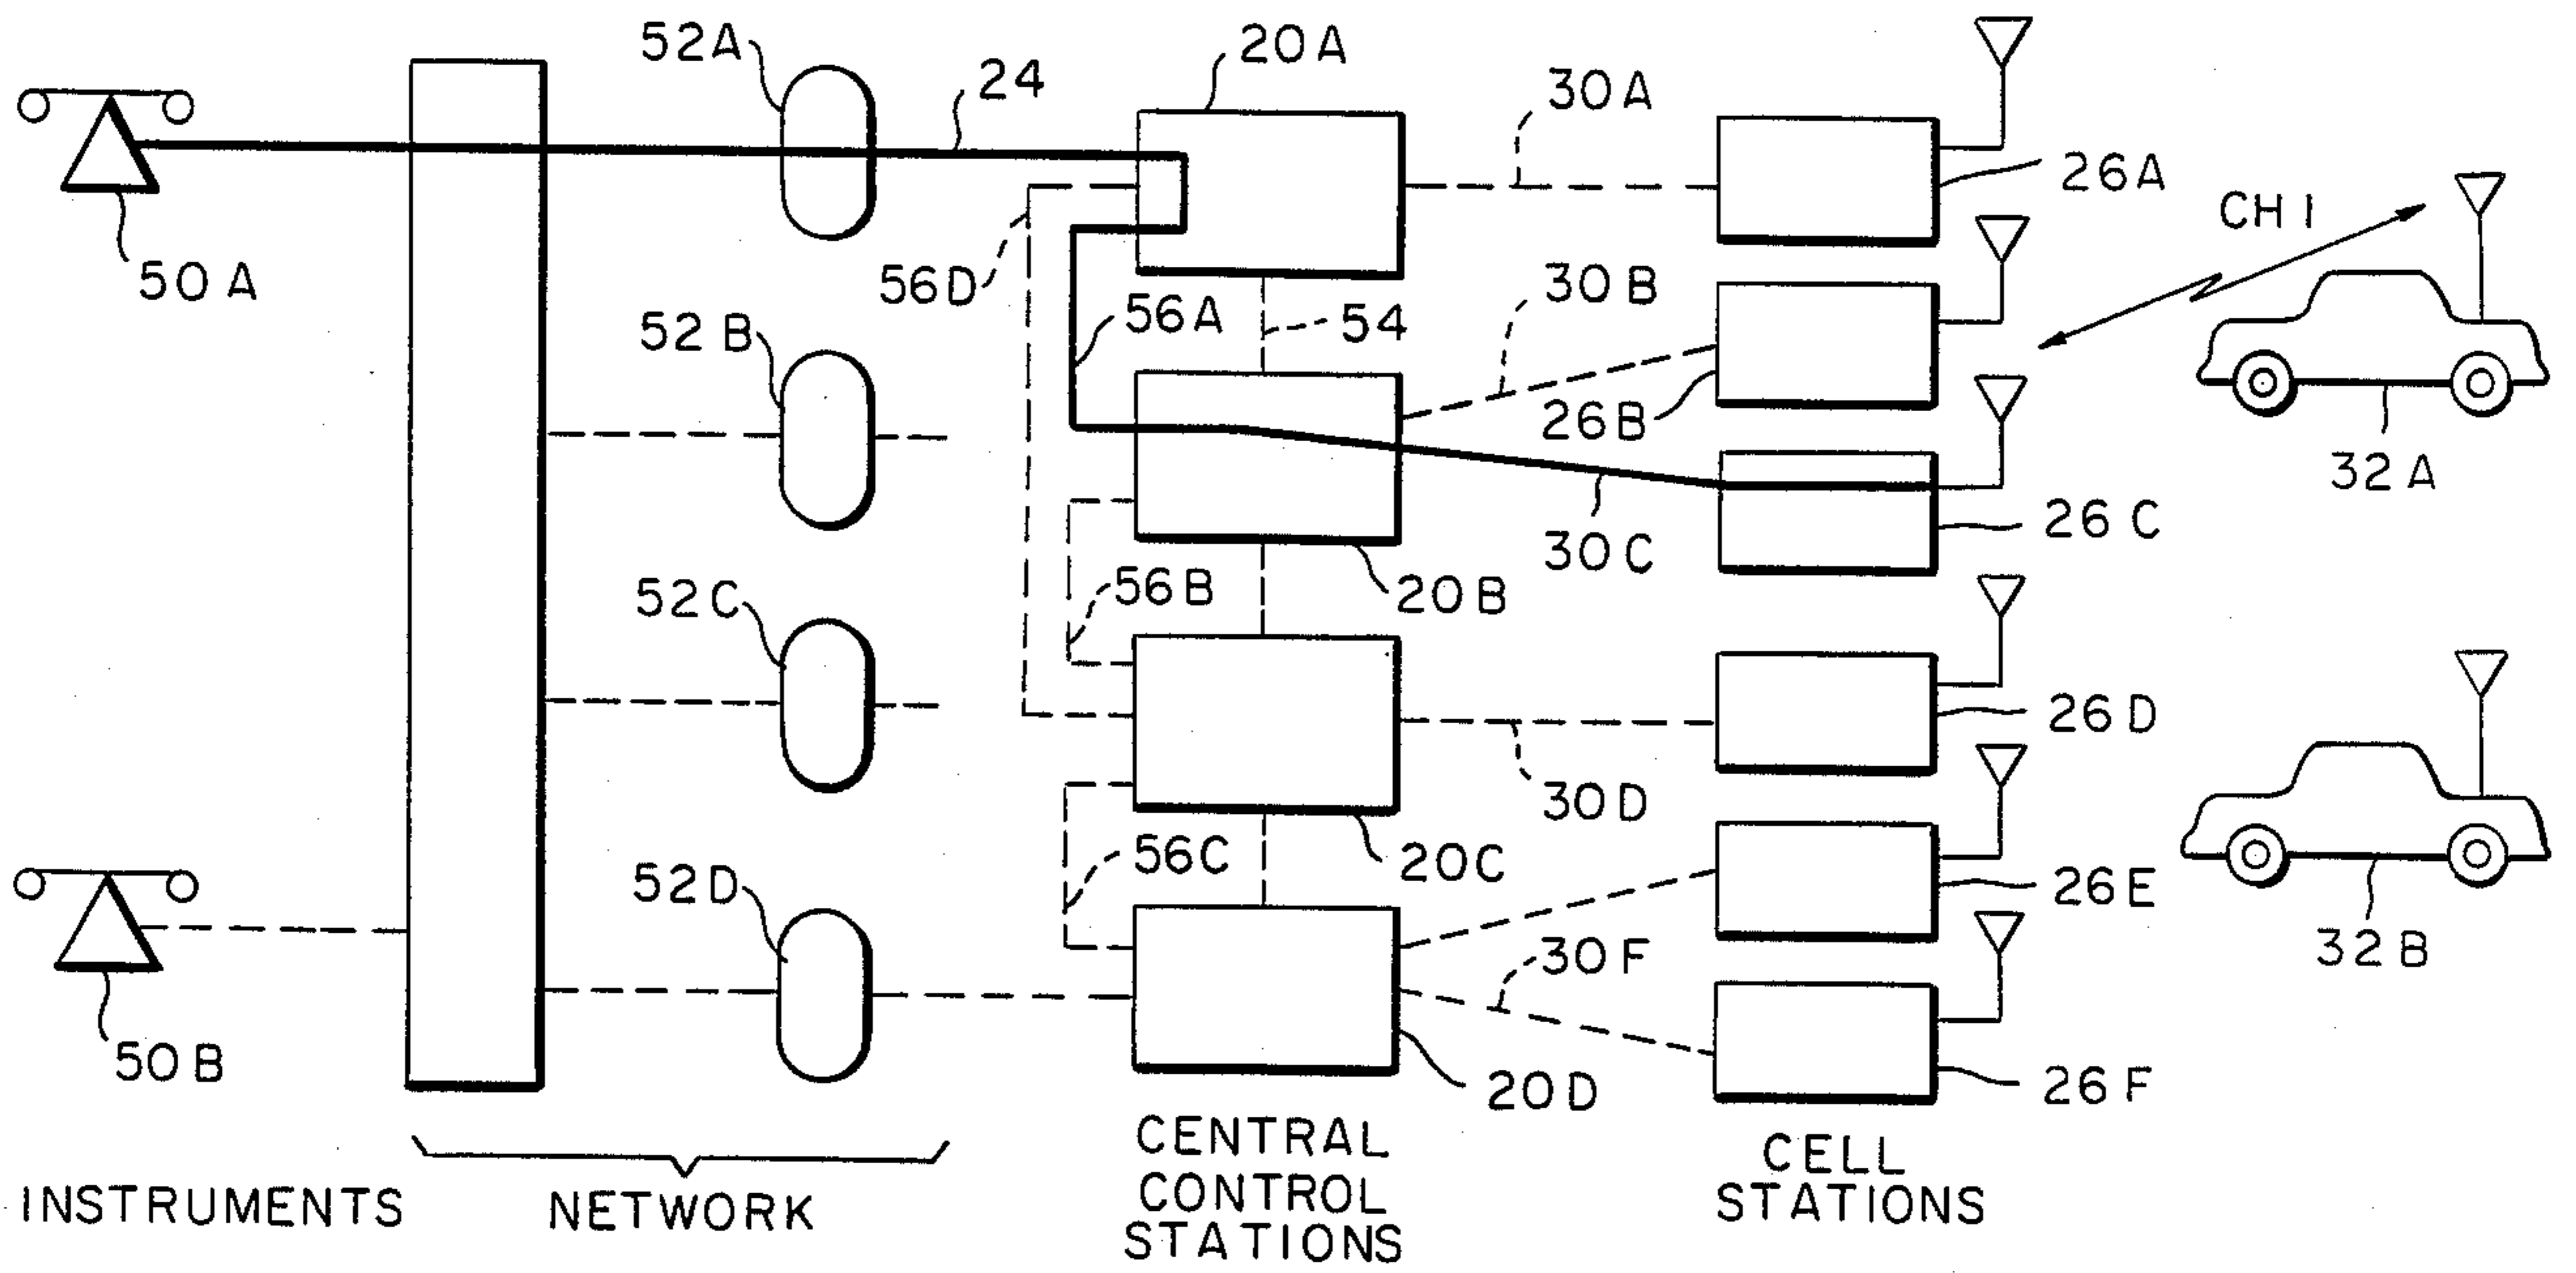 52A
24
20A
30A
26A
CH 1
50A
56D
56A
54
30B
52B
26B
32A
30C
26C
56B
20B
52C
26D
30D
56C
20C
52D
26E
30F
32B
50B
20D
26F
INSTRUMENTS
NETWORK
CENTRAL
CONTROL
STATIONS
CELL
STATIONS